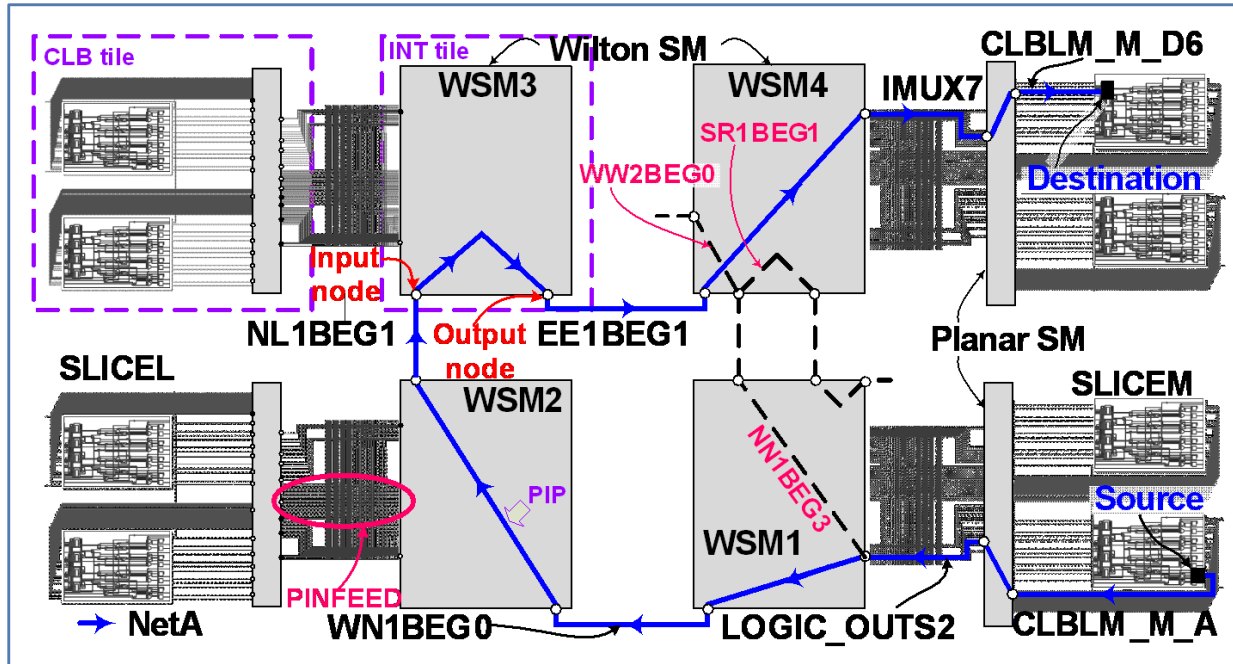 CLB tile
INT tile
Wilton SM
CLBLM_M_D6
WSM3
WSM4
IMUX7
SR1BEG1
WW2BEG0
Destination
Input
node
NL1BEG1
Output
node
EE1BEG1
Planar SM
SLICEL
WSM2
SLICEM
NN1BEG3
PIP
Source
WSM1
PINFEED
NetA
WN1BEG0
LOGIC_OUTS2
CLBLM_M_A